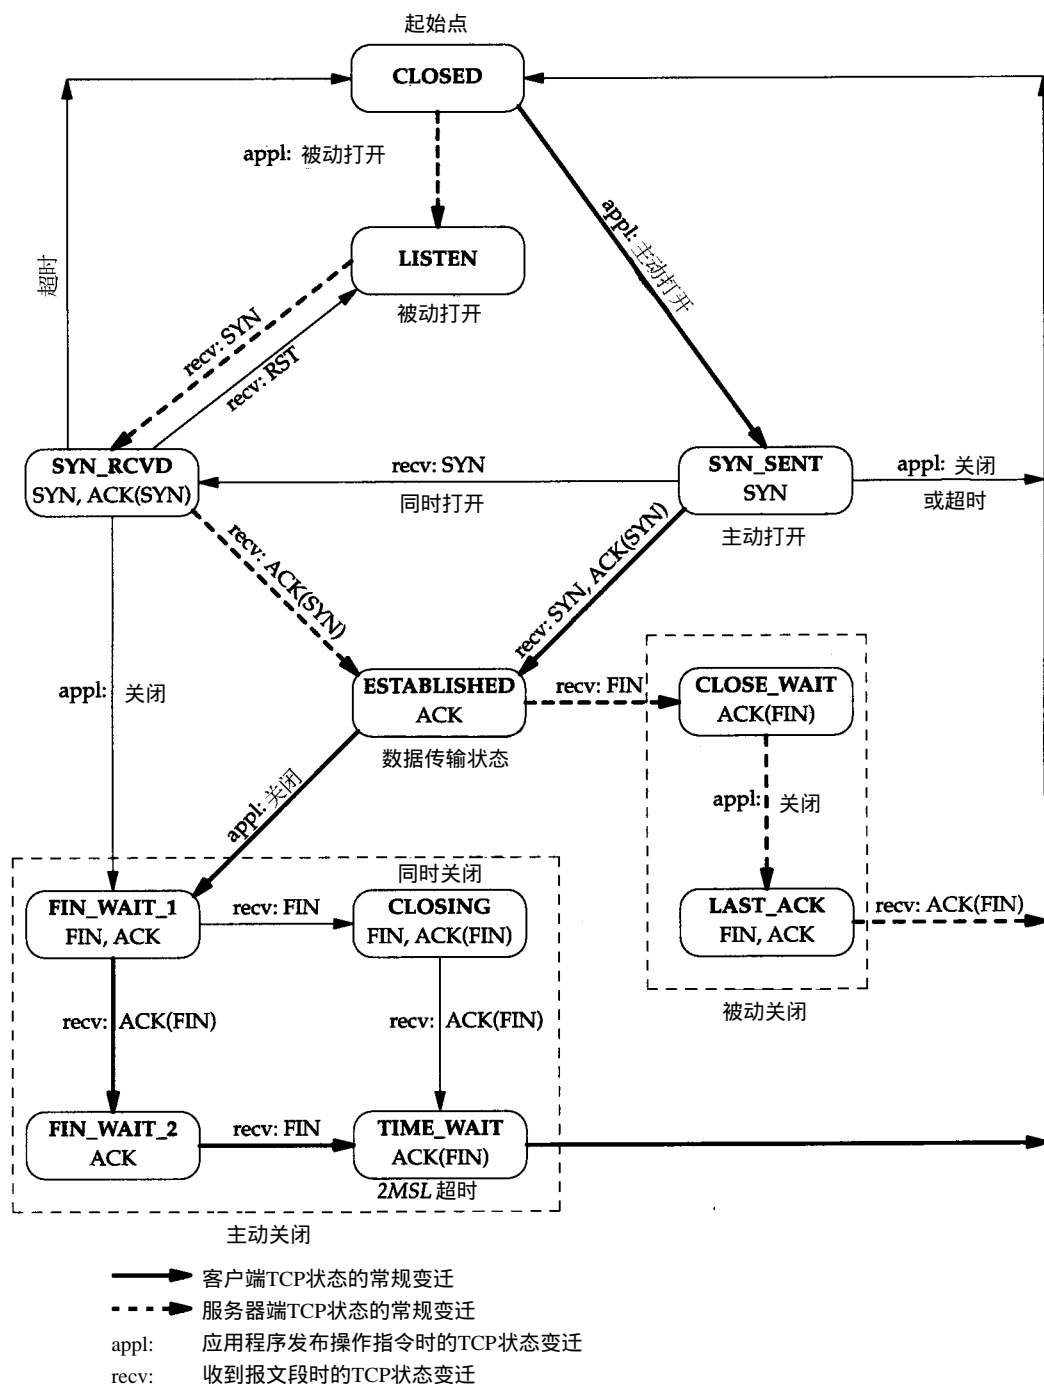 起始点
CLOSED
appl: 被动打开
appl: 主动打开
LISTEN
被动打开
超时
recv: SYN
recv: RST
SYN_RCVD
SYN, ACK(SYN)
recv: SYN
同时打开
SYN_SENT
SYN
主动打开
appl: 关闭
或超时
recv: ACK(SYN)
recv: SYN, ACK(SYN)
appl: 关闭
ESTABLISHED
ACK
数据传输状态
recv: FIN
CLOSE_WAIT
ACK(FIN)
appl: 关闭
appl: 关闭
同时关闭
FIN_WAIT_1
FIN, ACK
recv: FIN
CLOSING
FIN, ACK(FIN)
LAST_ACK
FIN, ACK
recv: ACK(FIN)
被动关闭
recv: ACK(FIN)
recv: ACK(FIN)
FIN_WAIT_2
ACK
recv: FIN
TIME_WAIT
ACK(FIN)
2MSL 超时
主动关闭
客户端TCP状态的常规变迁
服务器端TCP状态的常规变迁
appl: 应用程序发布操作指令时的TCP状态变迁
recv: 收到报文段时的TCP状态变迁